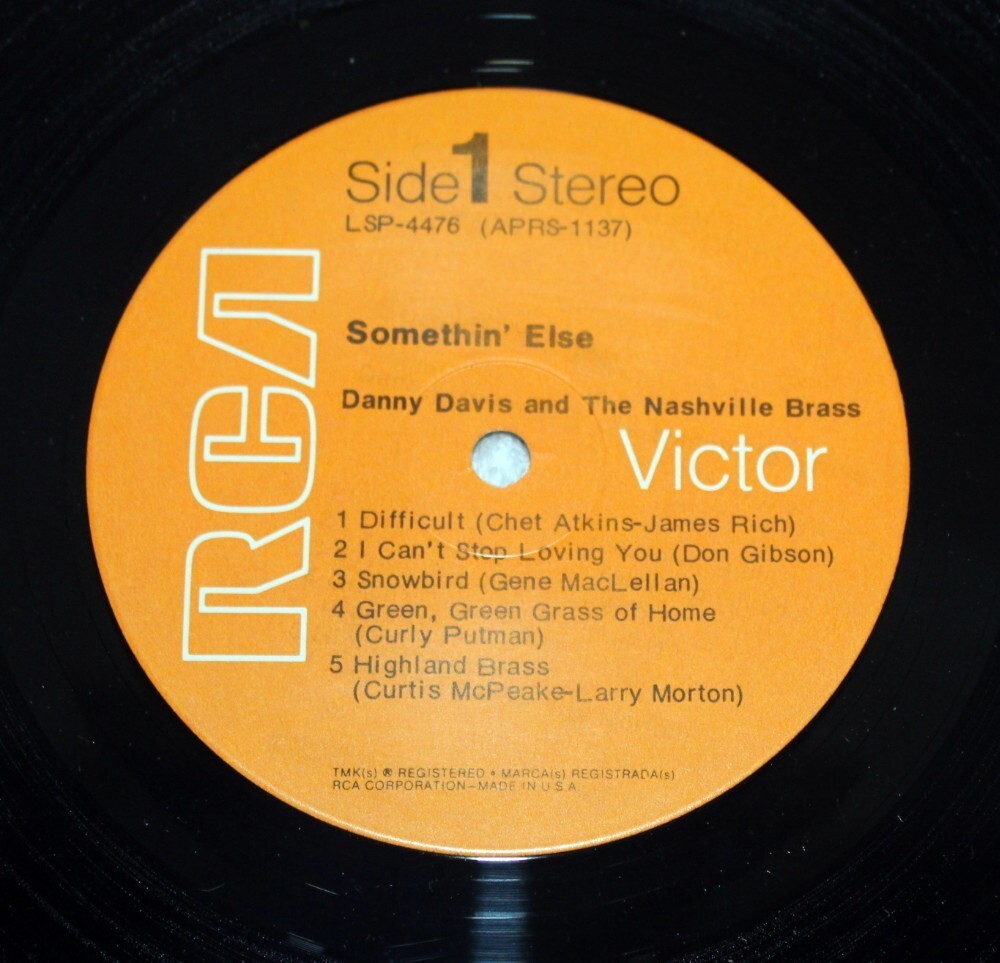 Side 1 Stereo
LSP-4476 (APRS-1137)
RCA
Somethin' Else
Danny Davis and The Nashville Brass
Victor
1 Difficult (Chet Atkins-James Rich)
2 I Can't Stop Loving You (Don Gibson)
3 Snowbird (Gene MacLellan)
4 Green, Green Grass of Home
(Curly Putman)
5 Highland Brass
(Curtis McPeake-Larry Morton)
TMK(s) ® REGISTERED • MARCA(s) REGISTRADA(s)
RCA CORPORATION—MADE IN U.S.A